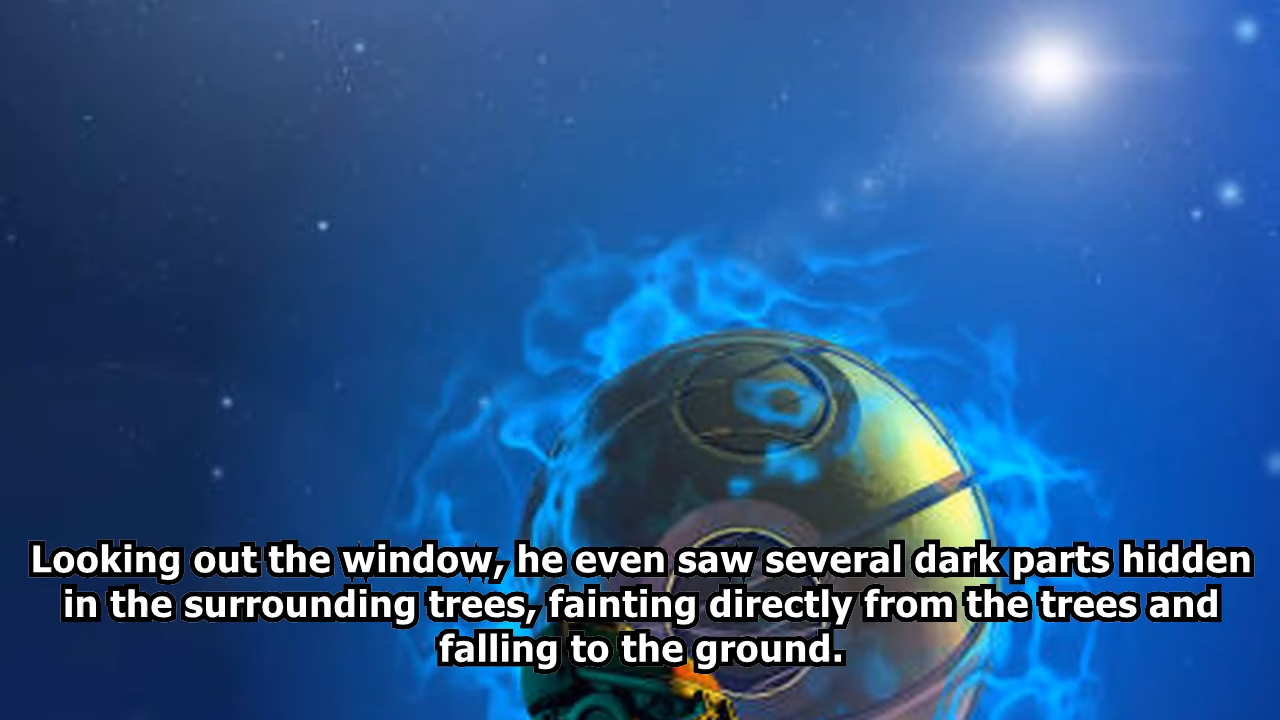 Looking out the window, he even saw several dark parts hidden
in the surrounding trees, fainting directly from the trees and
falling to the ground.